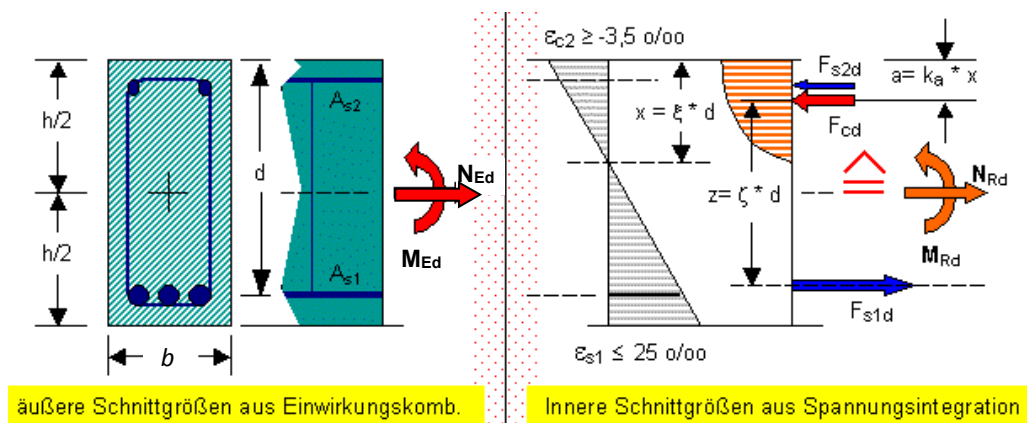 εc2 ≥ -3,5 o/oo
h/2
h/2
As2
As1
d
b
NEd
MEd
x = ξ * d
z= ζ * d
Fs2d
Fcd
a= ka * x
NRd
MRd
Fs1d
εs1 ≤ 25 o/oo
äußere Schnittgrößen aus Einwirkungskomb.
Innere Schnittgrößen aus Spannungsintegration